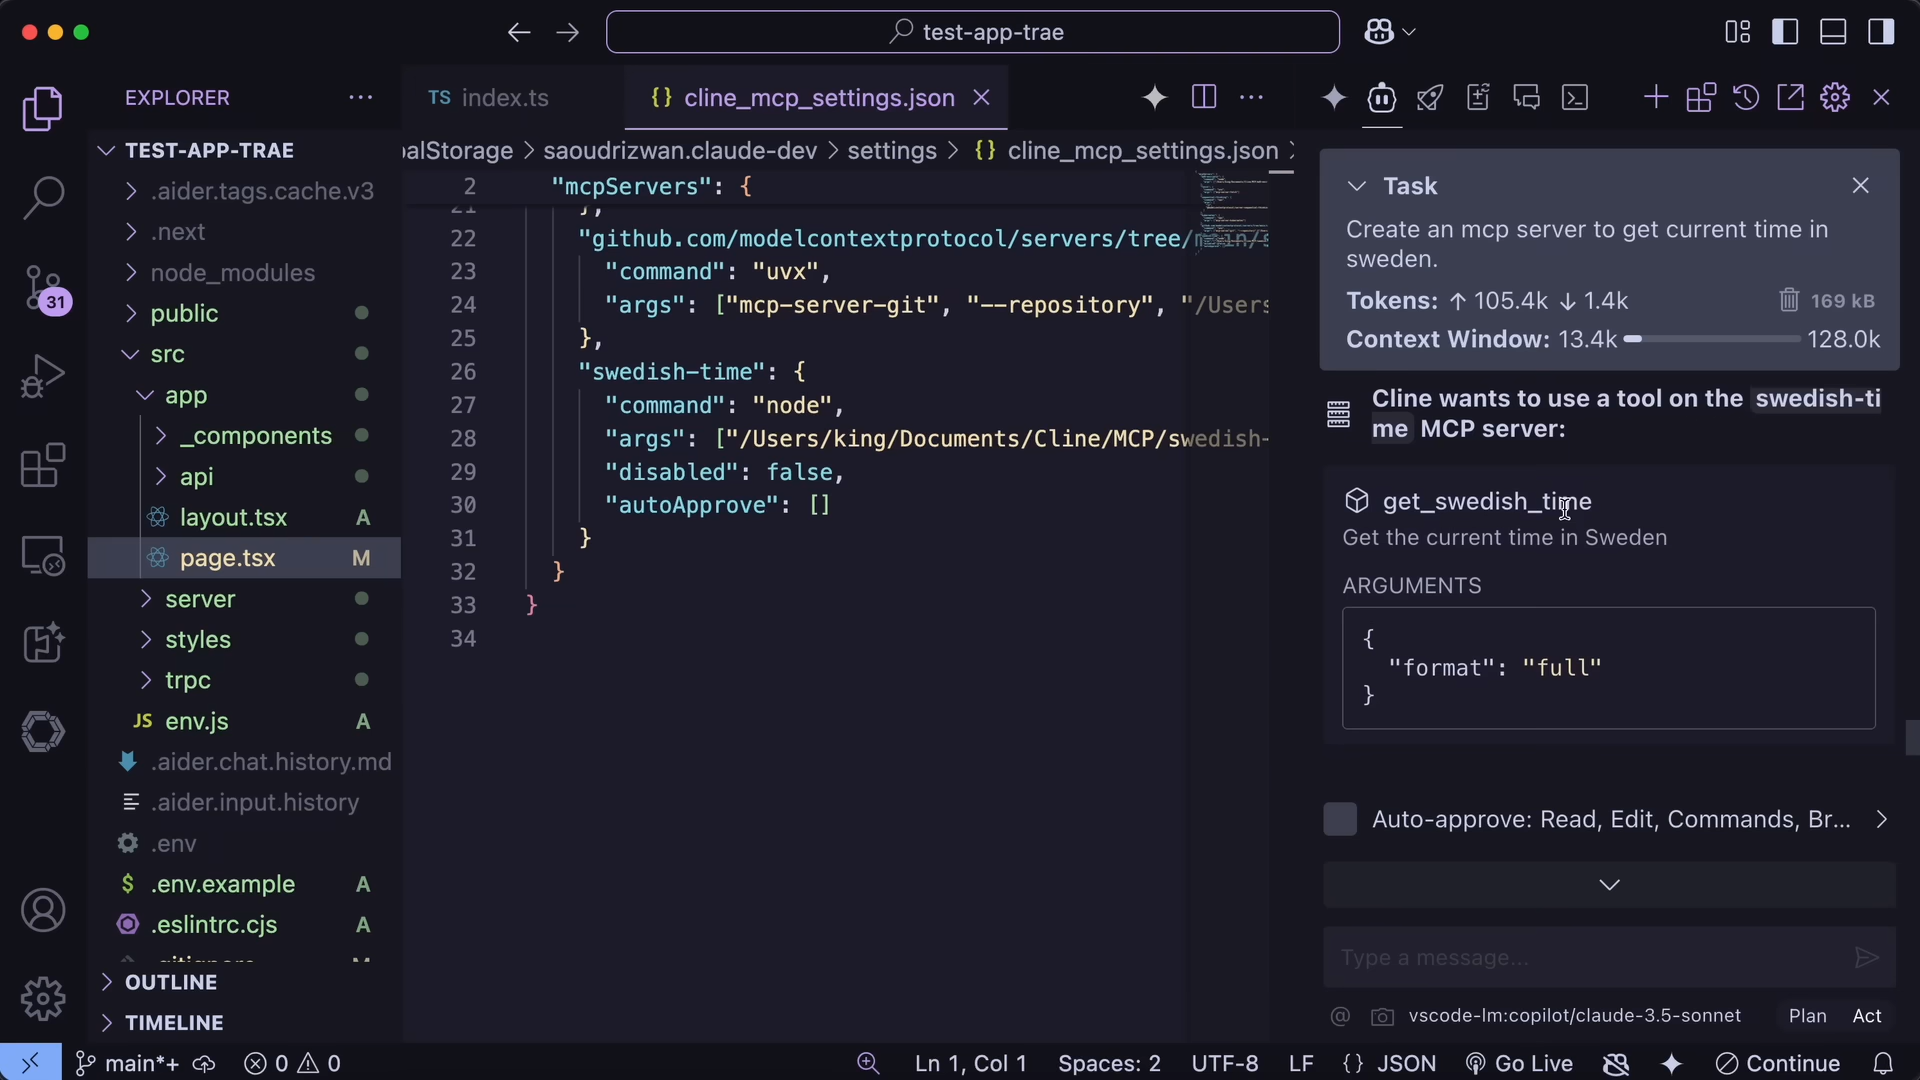 test-app-trae
EXPLORER
TEST-APP-TRAE
.aider.tags.cache.v3
.next
node_modules
public
src
app
_components
api
layout.tsx A
page.tsx M
server
styles
trpc
JS env.js A
.aider.chat.history.md
.aider.input.history
.env
$ .env.example A
.eslintrc.cjs A
OUTLINE
TIMELINE
31
TS index.ts
{} cline_mcp_settings.json
alStorage > saoudrizwan.claude-dev > settings > {} cline_mcp_settings.json >
2 "mcpServers": {
21 },
22 "github.com/modelcontextprotocol/servers/tree/main/s
23 "command": "uvx",
24 "args": ["mcp-server-git", "--repository", "/Users
25 },
26 "swedish-time": {
27 "command": "node",
28 "args": ["/Users/king/Documents/Cline/MCP/swedish-
29 "disabled": false,
30 "autoApprove": []
31 }
32 }
33 }
34
Task
Create an mcp server to get current time in
sweden.
Tokens: ↑ 105.4k ↓ 1.4k 169 kB
Context Window: 13.4k 128.0k
Cline wants to use a tool on the swedish-ti
me MCP server:
get_swedish_time
Get the current time in Sweden
ARGUMENTS
{
"format": "full"
}
Auto-approve: Read, Edit, Commands, Br...
Type a message...
@ vscode-lm:copilot/claude-3.5-sonnet Plan Act
main*+ 0 0 Ln 1, Col 1 Spaces: 2 UTF-8 LF {} JSON Go Live Continue